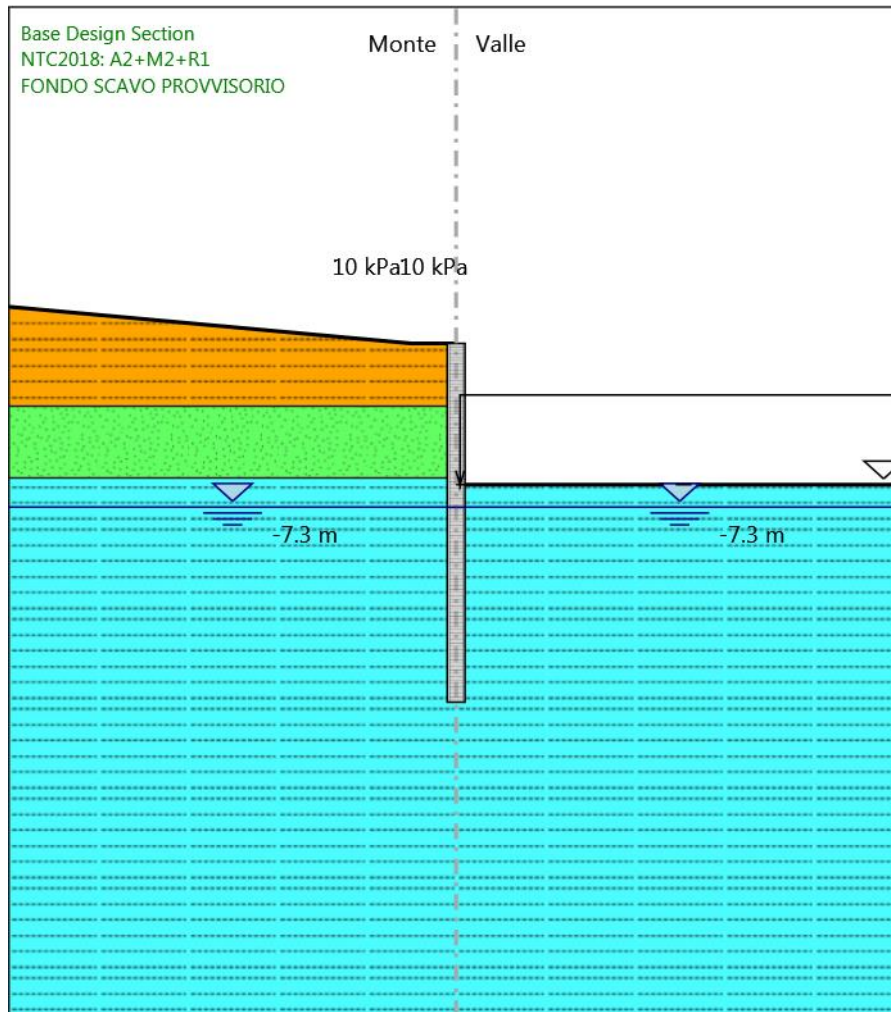 Base Design Section
NTC2018: A2+M2+R1
FONDO SCAVO PROVVISORIO
Monte
Valle
10 kPa10 kPa
-7.3 m
-7.3 m